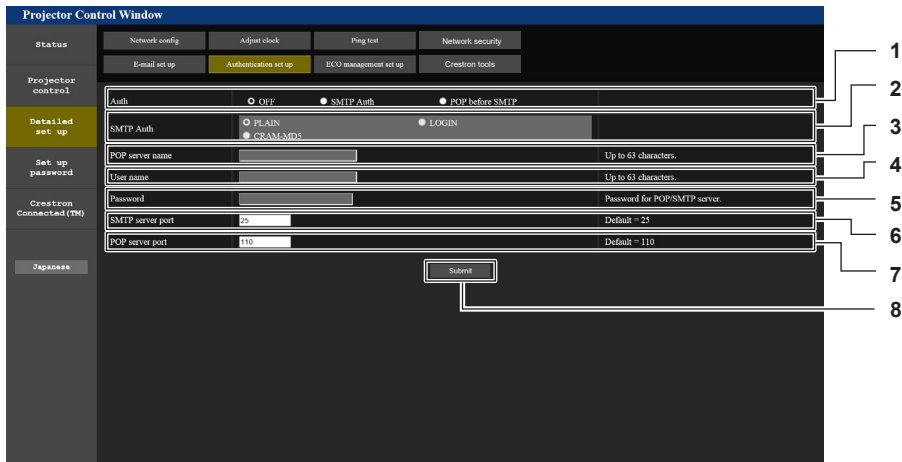 Projector Control Window
Status
Network config
Adjust clock
Ping test
Network security
E-mail set up
Authentication set up
ECO management set up
Crestron tools
Projector
control
Detailed
set up
Set up
password
Crestron
Connected(TM)
Japanese
Auth
OFF
SMTP Auth
POP before SMTP
1
SMTP Auth
PLAIN
LOGIN
CRAM-MD5
2
POP server name
Up to 63 characters.
3
User name
Up to 63 characters.
4
Password
Password for POP/SMTP server.
5
SMTP server port
25
Default = 25
6
POP server port
110
Default = 110
7
Submit
8